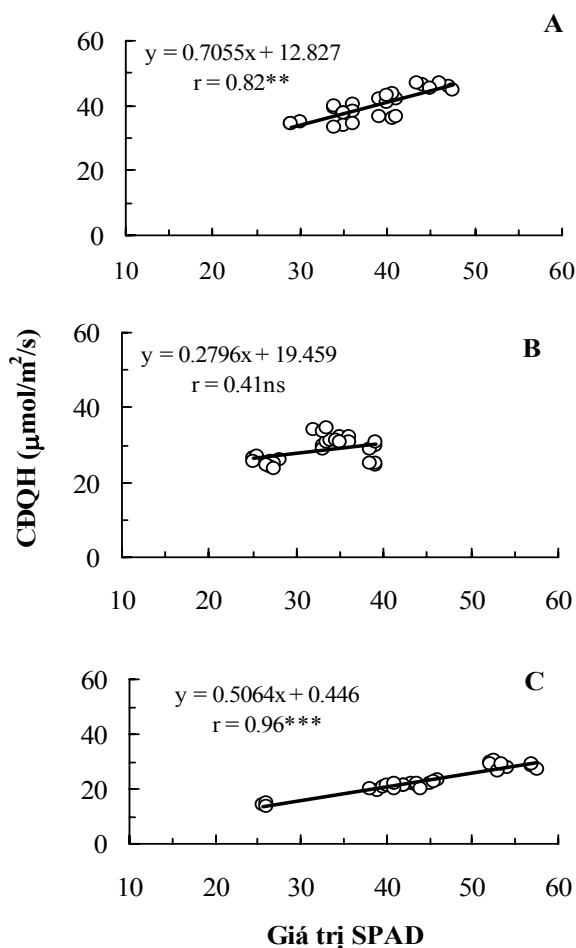 A
y = 0.7055x + 12.827
r = 0.82**
60
40
20
0
10 20 30 40 50 60
B
y = 0.2796x + 19.459
r = 0.41ns
60
40
20
0
10 20 30 40 50 60
CĐQH (μmol/m²/s)
C
y = 0.5064x + 0.446
r = 0.96***
60
40
20
0
10 20 30 40 50 60
Giá trị SPAD